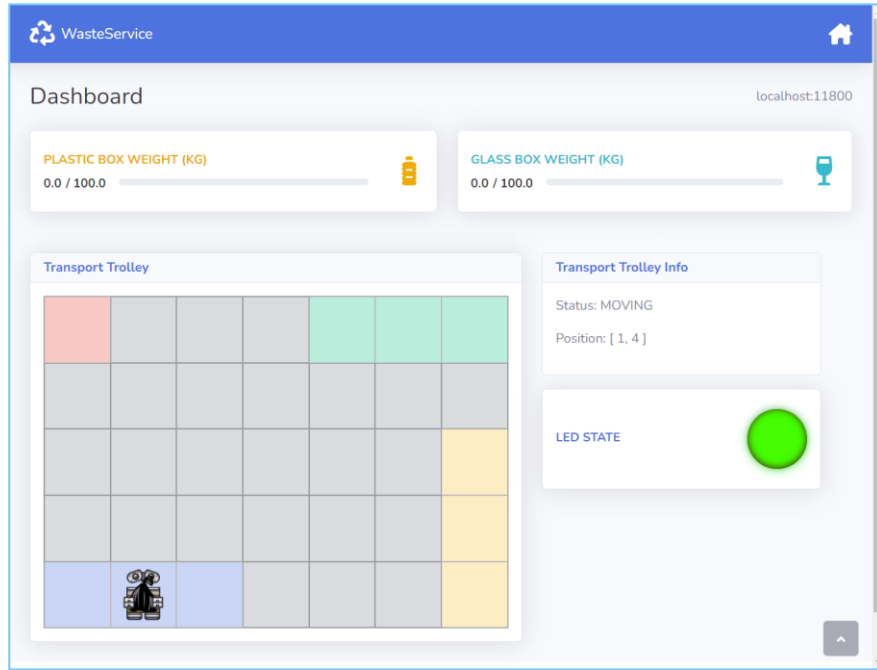 WasteService
Dashboard
localhost:11800
PLASTIC BOX WEIGHT (KG)
0.0 / 100.0
GLASS BOX WEIGHT (KG)
0.0 / 100.0
Transport Trolley
Transport Trolley Info
Status: MOVING
Position: [ 1, 4 ]
LED STATE